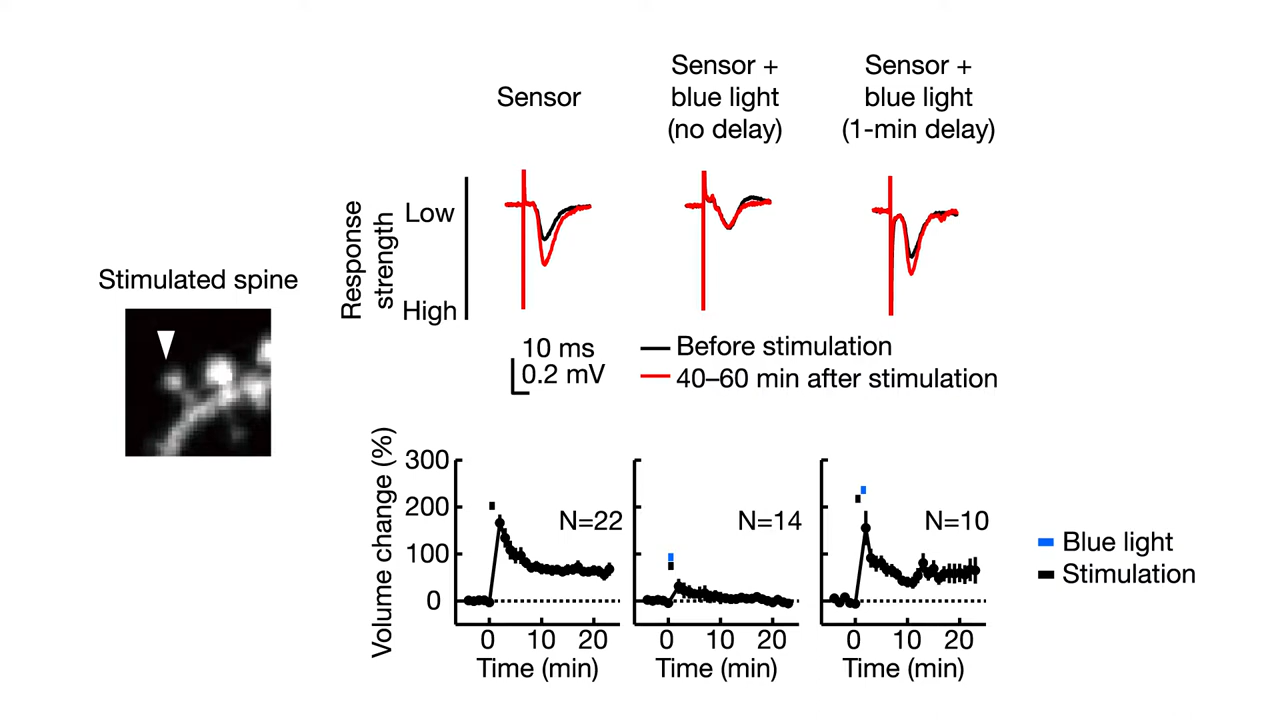 Sensor
Sensor +
blue light
(no delay)
Sensor +
blue light
(1-min delay)
Response
strength
Low
High
Stimulated spine
10 ms
0.2 mV
Before stimulation
40–60 min after stimulation
Volume change (%)
300
200
100
0
N=22
N=14
N=10
0 10 20
0 10 20
0 10 20
Time (min)
Time (min)
Time (min)
Blue light
Stimulation